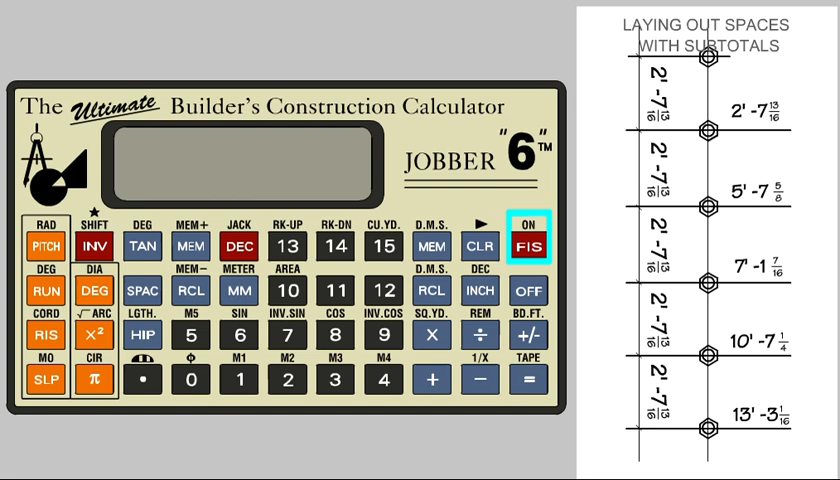 The Ultimate Builder's Construction Calculator
JOBBER "6"™
RAD SHIFT DEG MEM+ JACK RK-UP RK-DN CU.YD. D.M.S. ON
PITCH INV TAN MEM DEC 13 14 15 MEM CLR FIS
DEG DIA MEM− METER AREA D.M.S. DEC
RUN DEG SPAC RCL MM 10 11 12 RCL INCH OFF
CORD √ARC LGTH. M5 SIN INV.SIN COS INV.COS SQ.YD. REM BD.FT.
RIS X² HIP 5 6 7 8 9 X ÷ +/−
MO CIR Φ M1 M2 M3 M4 1/X TAPE
SLP π • 0 1 2 3 4 + − =
LAYING OUT SPACES
WITH SUBTOTALS
2'-7 13/16
2'-7 13/16
2'-7 13/16
5'-7 5/8
2'-7 13/16
7'-1 7/16
2'-7 13/16
10'-7 1/4
2'-7 13/16
13'-3 1/16